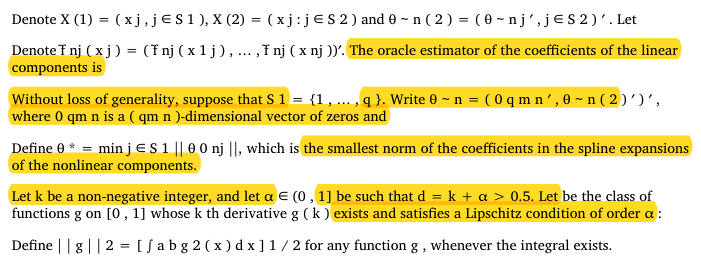 Denote X (1) = ( x j , j ∈ S 1 ), X (2) = ( x j : j ∈ S 2 ) and θ ~ n ( 2 ) = ( θ ~ n j ′ , j ∈ S 2 ) ′ . Let
Denote Ῑ nj ( x j ) = ( Ῑ nj ( x 1 j ) , … , Ῑ nj ( x nj ))′. The oracle estimator of the coefficients of the linear
components is
Without loss of generality, suppose that S 1 = {1 , … , q }. Write θ ~ n = ( 0 q m n ′ , θ ~ n ( 2 ) ′ ) ′ ,
where 0 qm n is a ( qm n )-dimensional vector of zeros and
Define θ * = min j ∈ S 1 || θ 0 nj ||, which is the smallest norm of the coefficients in the spline expansions
of the nonlinear components.
Let k be a non-negative integer, and let α ∈ (0 , 1] be such that d = k + α > 0.5. Let be the class of
functions g on [0 , 1] whose k th derivative g ( k ) exists and satisfies a Lipschitz condition of order α :
Define | | g | | 2 = [ ∫ a b g 2 ( x ) d x ] 1 / 2 for any function g , whenever the integral exists.